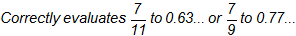 Correctly evaluates 7/11 to 0.63... or 7/9 to 0.77...